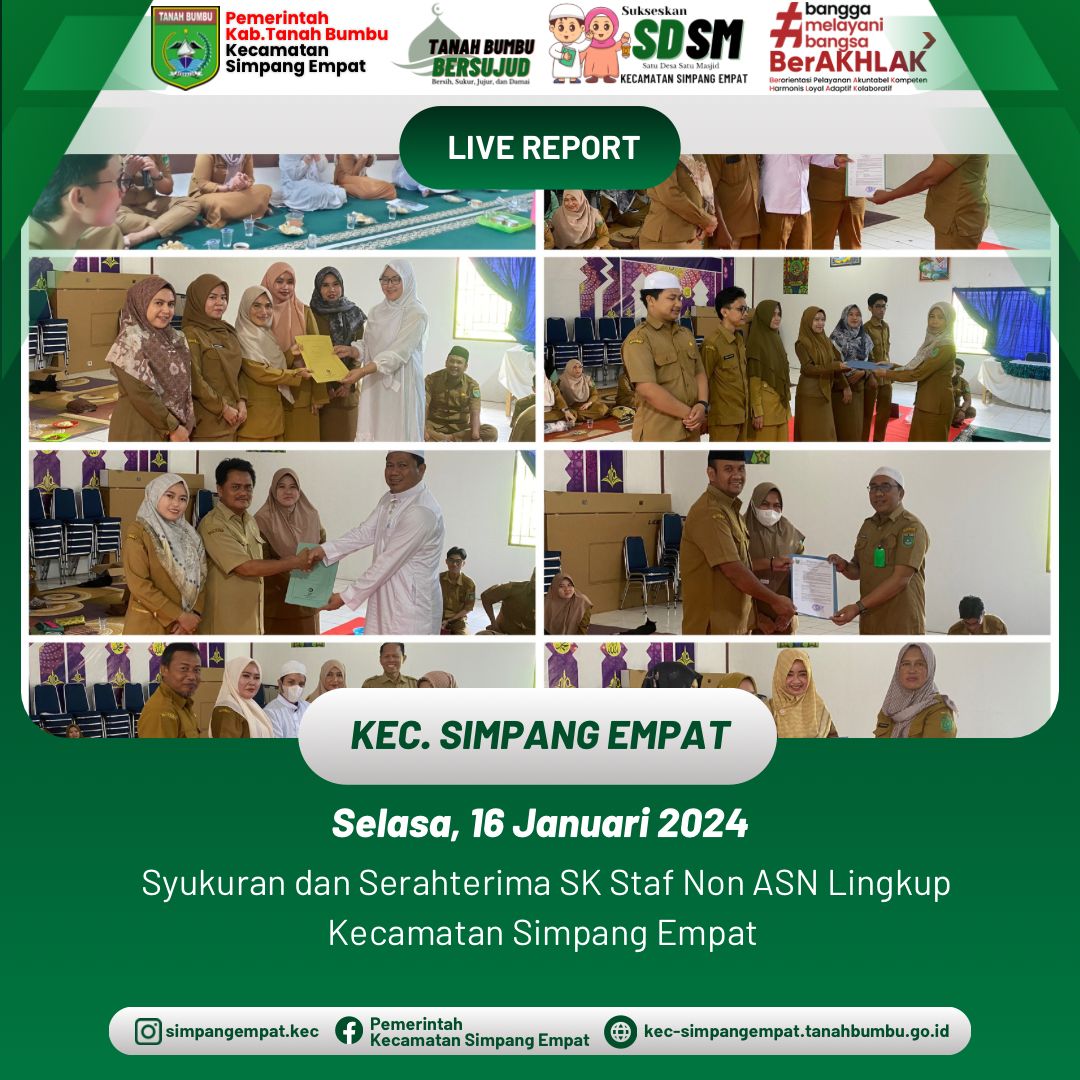 TANAH BUMBU
Pemerintah
Kab.Tanah Bumbu
Kecamatan
Simpang Empat
TANAH BUMBU
BERSUJUD
Bersih, Sukur, Jujur, dan Damai
Sukseskan
SDSM
Satu Desa Satu Masjid
KECAMATAN SIMPANG EMPAT
#bangga
melayani
bangsa
BerAKHLAK
Berorientasi Pelayanan Akuntabel Kompeten
Harmonis Loyal Adaptif Kolaboratif
LIVE REPORT
KEC. SIMPANG EMPAT
Selasa, 16 Januari 2024
Syukuran dan Serahterima SK Staf Non ASN Lingkup
Kecamatan Simpang Empat
simpangempat.kec
Pemerintah
Kecamatan Simpang Empat
kec-simpangempat.tanahbumbu.go.id